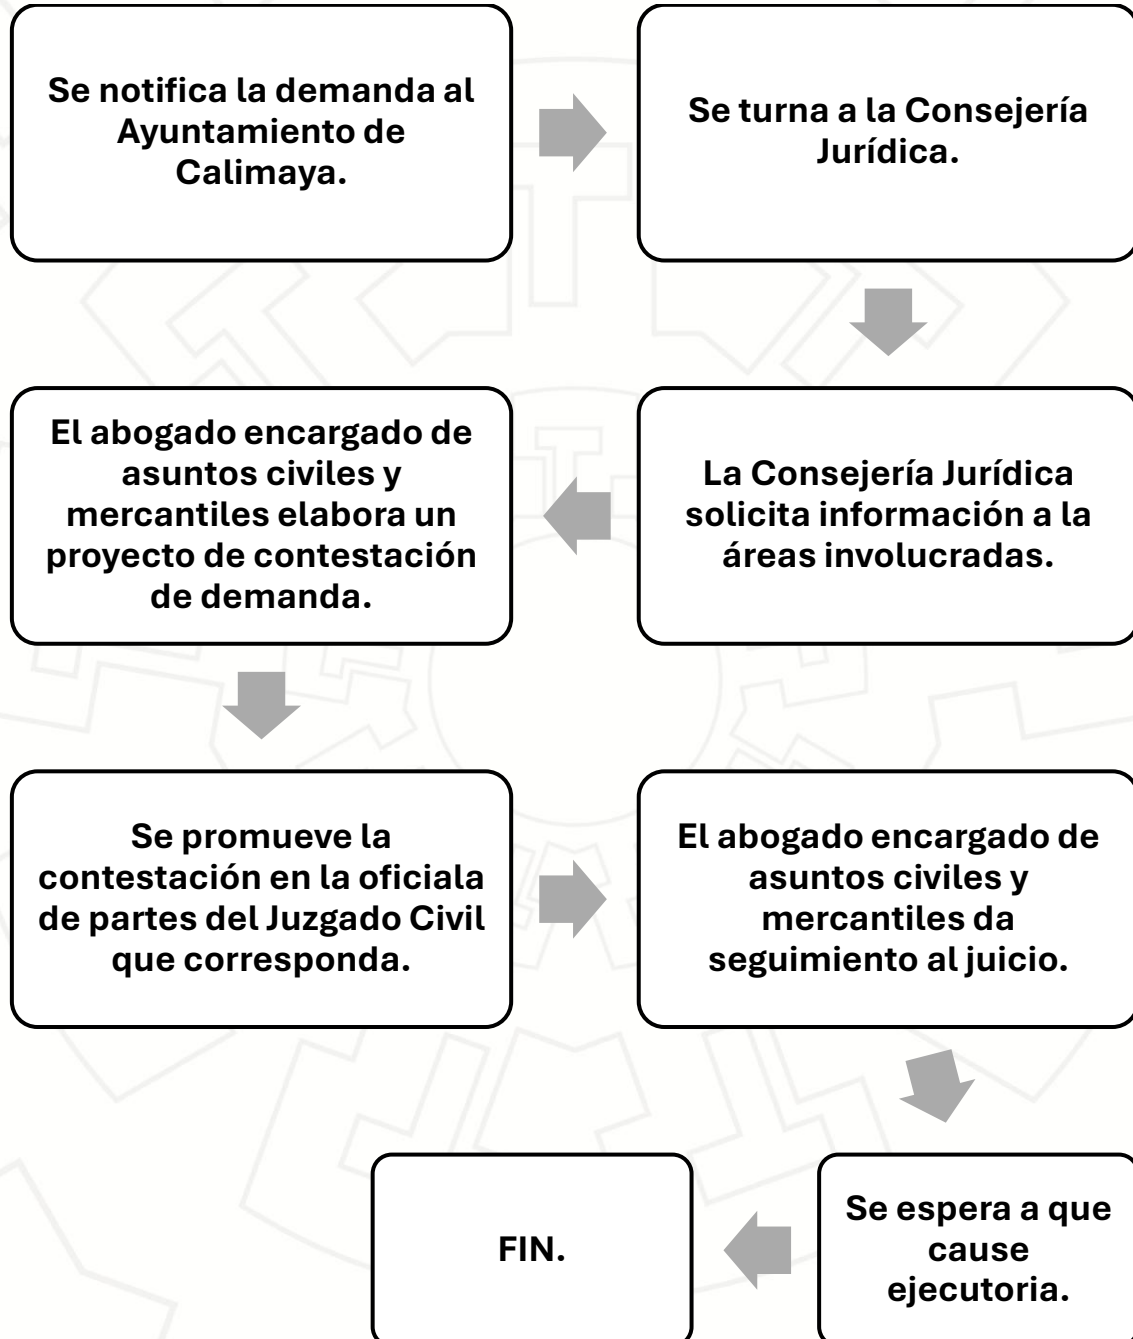 Se notifica la demanda al
Ayuntamiento de
Calimaya.
Se turna a la Consejería
Jurídica.
La Consejería Jurídica
solicita información a la
áreas involucradas.
El abogado encargado de
asuntos civiles y
mercantiles elabora un
proyecto de contestación
de demanda.
Se promueve la
contestación en la oficiala
de partes del Juzgado Civil
que corresponda.
El abogado encargado de
asuntos civiles y
mercantiles da
seguimiento al juicio.
Se espera a que
cause
ejecutoria.
FIN.